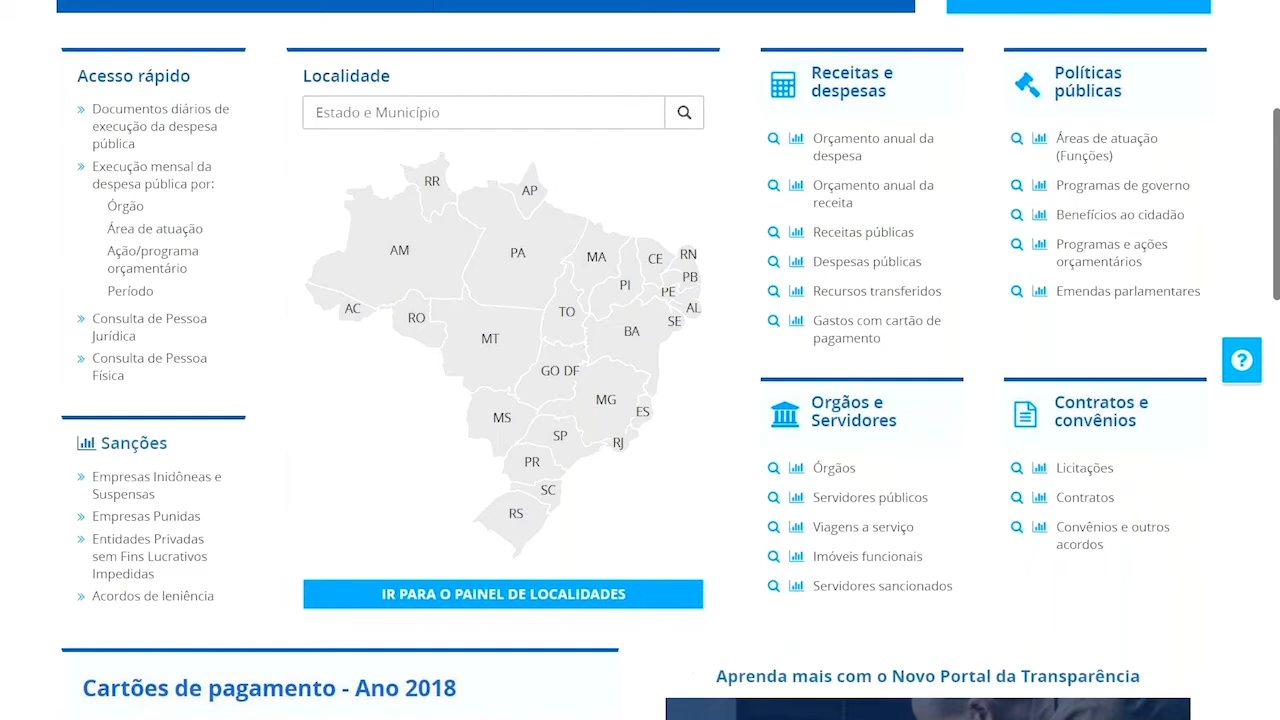 Acesso rápido
Documentos diários de
execução da despesa
pública
Execução mensal da
despesa pública por:
Órgão
Área de atuação
Ação/programa
orçamentário
Período
Consulta de Pessoa
Jurídica
Consulta de Pessoa
Física
Sanções
Empresas Inidôneas e
Suspensas
Empresas Punidas
Entidades Privadas
sem Fins Lucrativos
Impedidas
Acordos de leniência
Localidade
Estado e Município
RR
AP
AM
PA
MA
CE
RN
PB
PI
PE
AL
AC
RO
TO
SE
MT
BA
GO DF
MG
ES
MS
SP
RJ
PR
SC
RS
IR PARA O PAINEL DE LOCALIDADES
Receitas e
despesas
Orçamento anual da
despesa
Orçamento anual da
receita
Receitas públicas
Despesas públicas
Recursos transferidos
Gastos com cartão de
pagamento
Políticas
públicas
Áreas de atuação
(Funções)
Programas de governo
Benefícios ao cidadão
Programas e ações
orçamentários
Emendas parlamentares
Orgãos e
Servidores
Órgãos
Servidores públicos
Viagens a serviço
Imóveis funcionais
Servidores sancionados
Contratos e
convênios
Licitações
Contratos
Convênios e outros
acordos
?
Cartões de pagamento - Ano 2018
Aprenda mais com o Novo Portal da Transparência